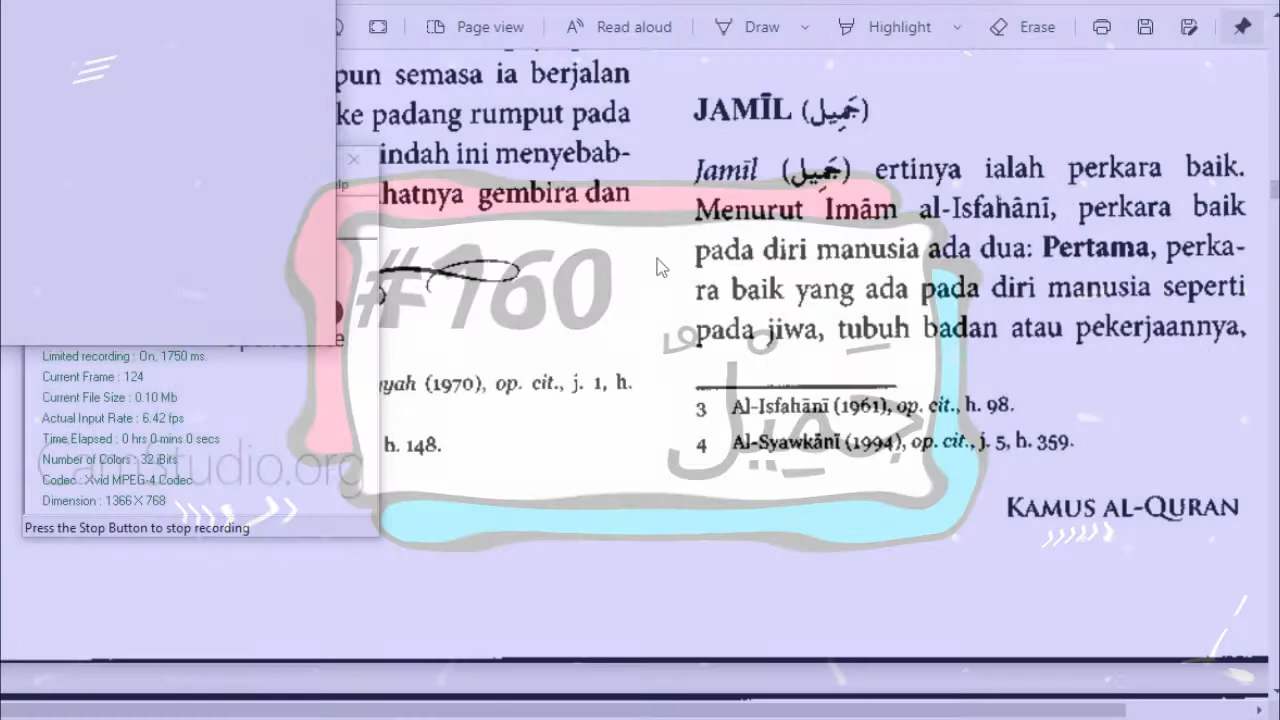 Page view
Read aloud
Draw
Highlight
Erase
pun semasa ia berjalan
ke padang rumput pada
indah ini menyebab-
hatnya gembira dan
yah (1970), op. cit., j. 1, h.
h. 148.
JAMĪL (جَمِيل)
Jamīl (جَمِيل) ertinya ialah perkara baik.
Menurut Imām al-Isfahānī, perkara baik
pada diri manusia ada dua: Pertama, perka-
ra baik yang ada pada diri manusia seperti
pada jiwa, tubuh badan atau pekerjaannya,
3 Al-Isfahānī (1961), op. cit., h. 98.
4 Al-Syawkānī (1994), op. cit., j. 5, h. 359.
KAMUS AL-QURAN
#160
جَمِيْلٌ
Limited recording : On, 1750 ms.
Current Frame : 124
Current File Size : 0.10 Mb
Actual Input Rate : 6.42 fps
Time Elapsed : 0 hrs 0 mins 0 secs
Number of Colors : 32 Bits
Codec : Xvid MPEG-4 Codec
Dimension : 1366 X 768
Press the Stop Button to stop recording
CamStudio.org